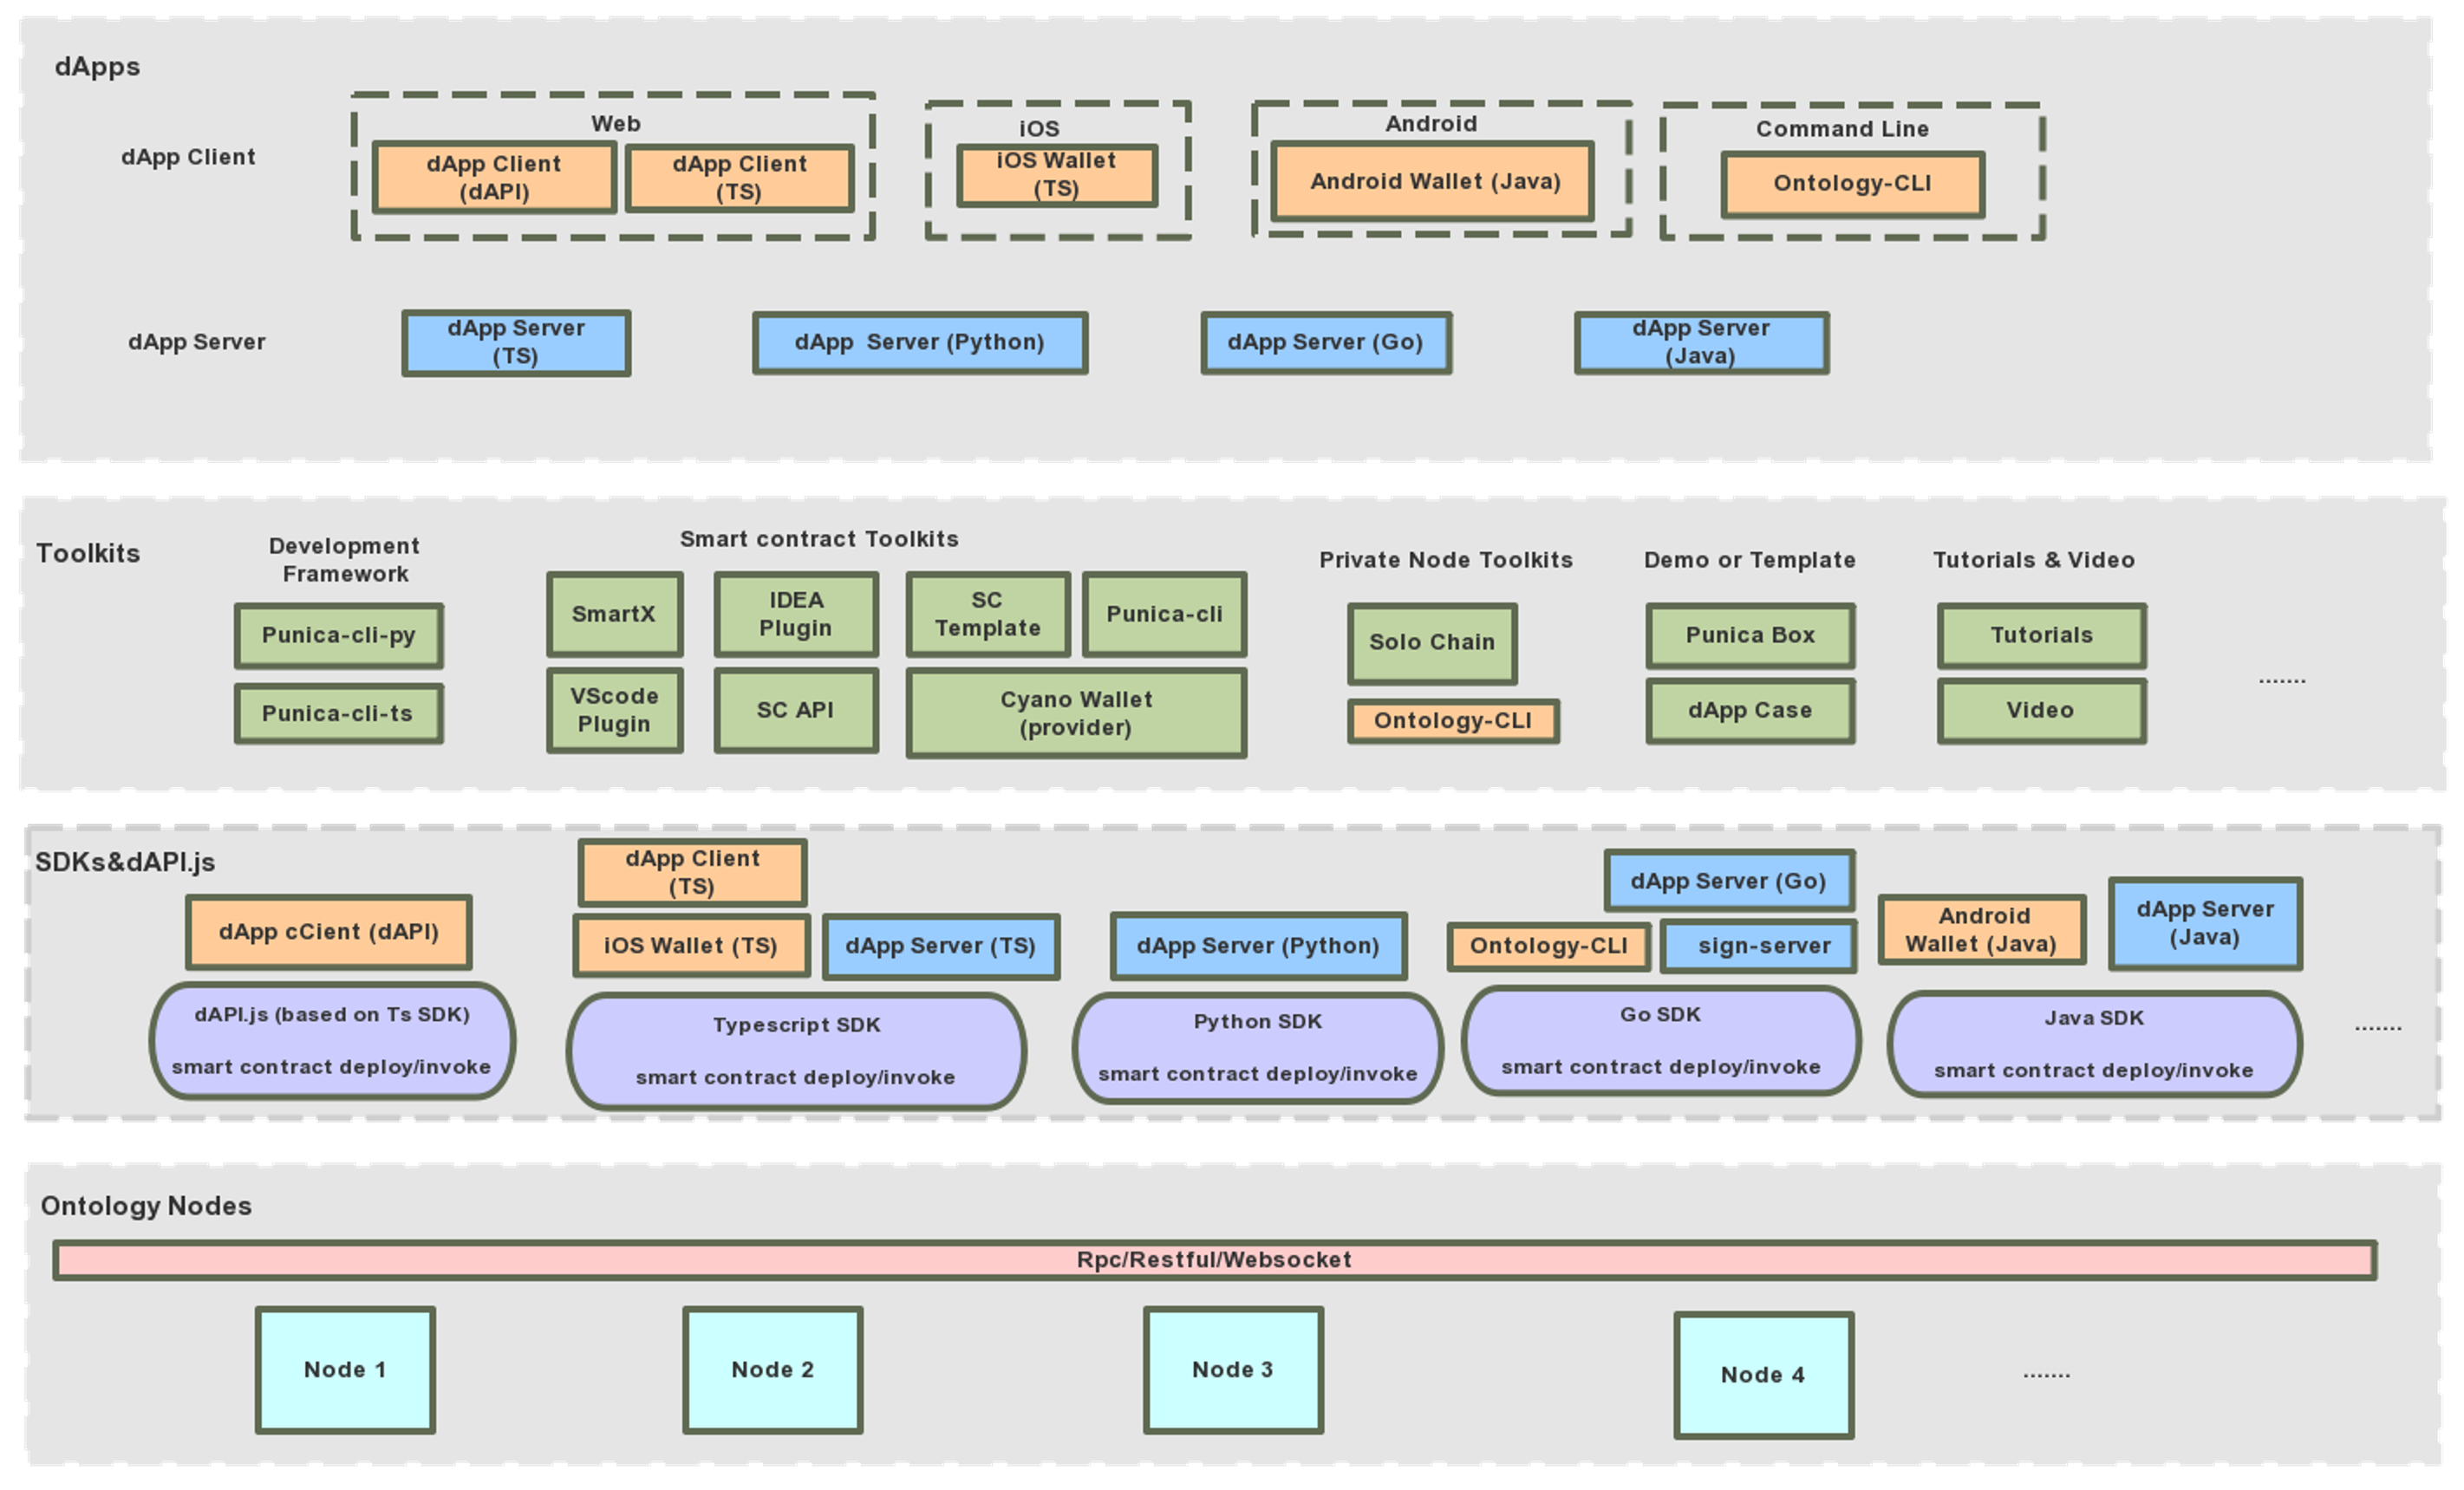 dApps
dApp Client
Web
dApp Client
(dAPI)
dApp Client
(TS)
iOS
iOS Wallet
(TS)
Android
Android Wallet (Java)
Command Line
Ontology-CLI
dApp Server
dApp Server
(TS)
dApp Server (Python)
dApp Server (Go)
dApp Server
(Java)
Toolkits
Development
Framework
Punica-cli-py
Punica-cli-ts
Smart contract Toolkits
SmartX
IDEA
Plugin
SC
Template
Punica-cli
VScode
Plugin
SC API
Cyano Wallet
(provider)
Private Node Toolkits
Solo Chain
Ontology-CLI
Demo or Template
Punica Box
dApp Case
Tutorials & Video
Tutorials
Video
.......
SDKs&dAPI.js
dApp cCient (dAPI)
dAPI.js (based on Ts SDK)
smart contract deploy/invoke
dApp Client
(TS)
iOS Wallet (TS)
dApp Server (TS)
Typescript SDK
smart contract deploy/invoke
dApp Server (Python)
Python SDK
smart contract deploy/invoke
dApp Server (Go)
Ontology-CLI
sign-server
Go SDK
smart contract deploy/invoke
Android
Wallet (Java)
dApp Server
(Java)
Java SDK
smart contract deploy/invoke
.......
Ontology Nodes
Rpc/Restful/Websocket
Node 1
Node 2
Node 3
Node 4
.......